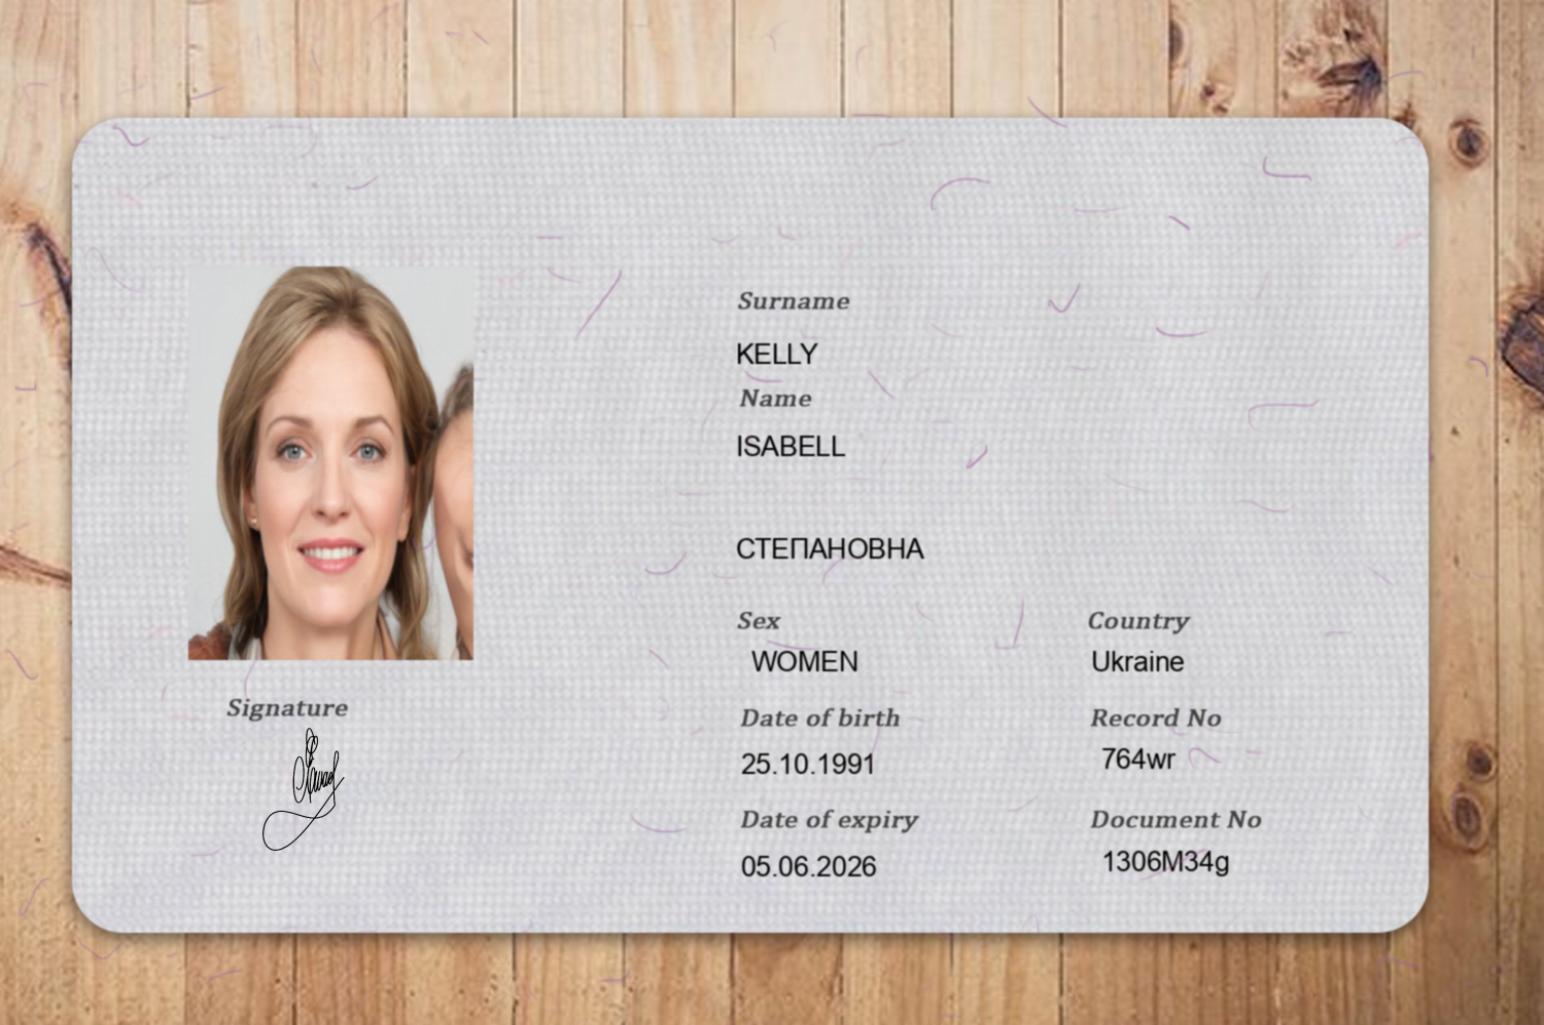 Surname
KELLY
Name
ISABELL
СТЕПАНОВНА
Sex
Country
WOMEN
Ukraine
Date of birth
Record No
25.10.1991
764wr
Date of expiry
Document No
05.06.2026
1306M34g
Signature